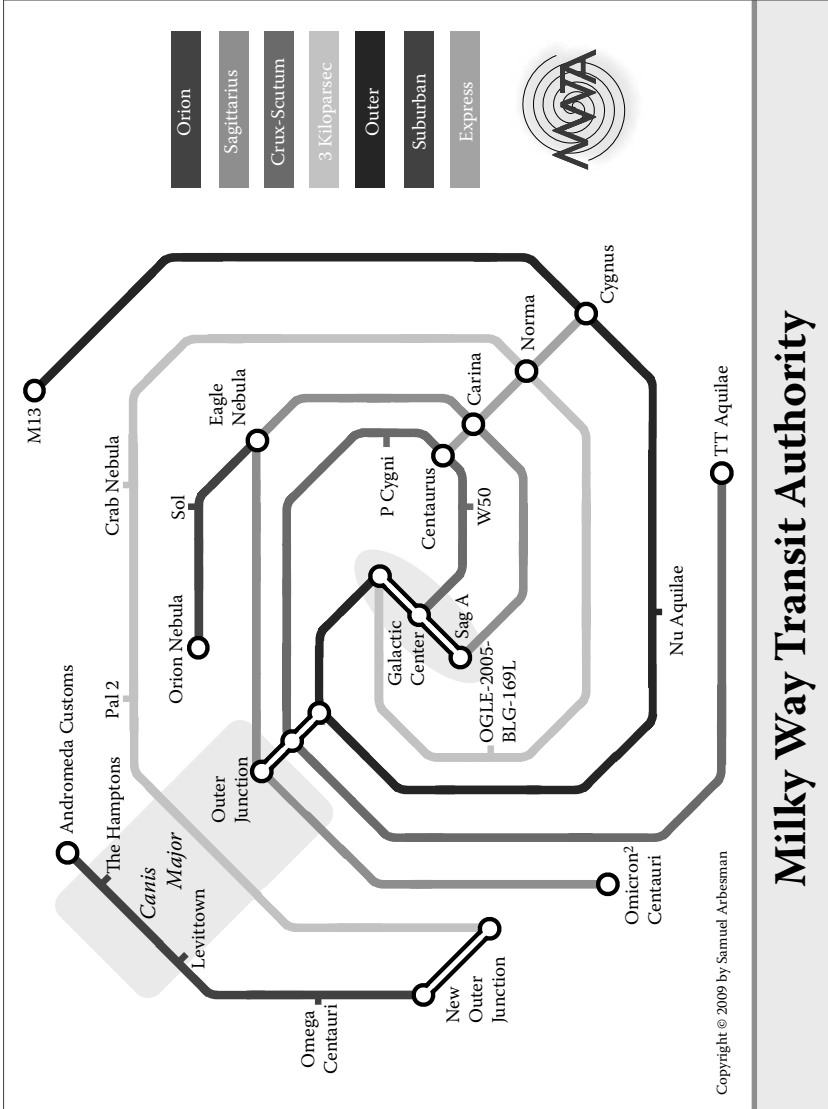 Milky Way Transit Authority
MWTA
Orion
Sagittarius
Crux-Scutum
3 Kiloparsec
Outer
Suburban
Express
M13
Crab Nebula
Pal 2
Andromeda Customs
The Hamptons
Canis
Major
Levittown
Omega
Centauri
New
Outer
Junction
Outer
Junction
Orion Nebula
Sol
Eagle
Nebula
P Cygni
Centaurus
W50
Carina
Norma
Cygnus
Galactic
Center
Sag A
OGLE-2005-
BLG-169L
Nu Aquilae
TT Aquilae
Omicron²
Centauri
Copyright © 2009 by Samuel Arbesman